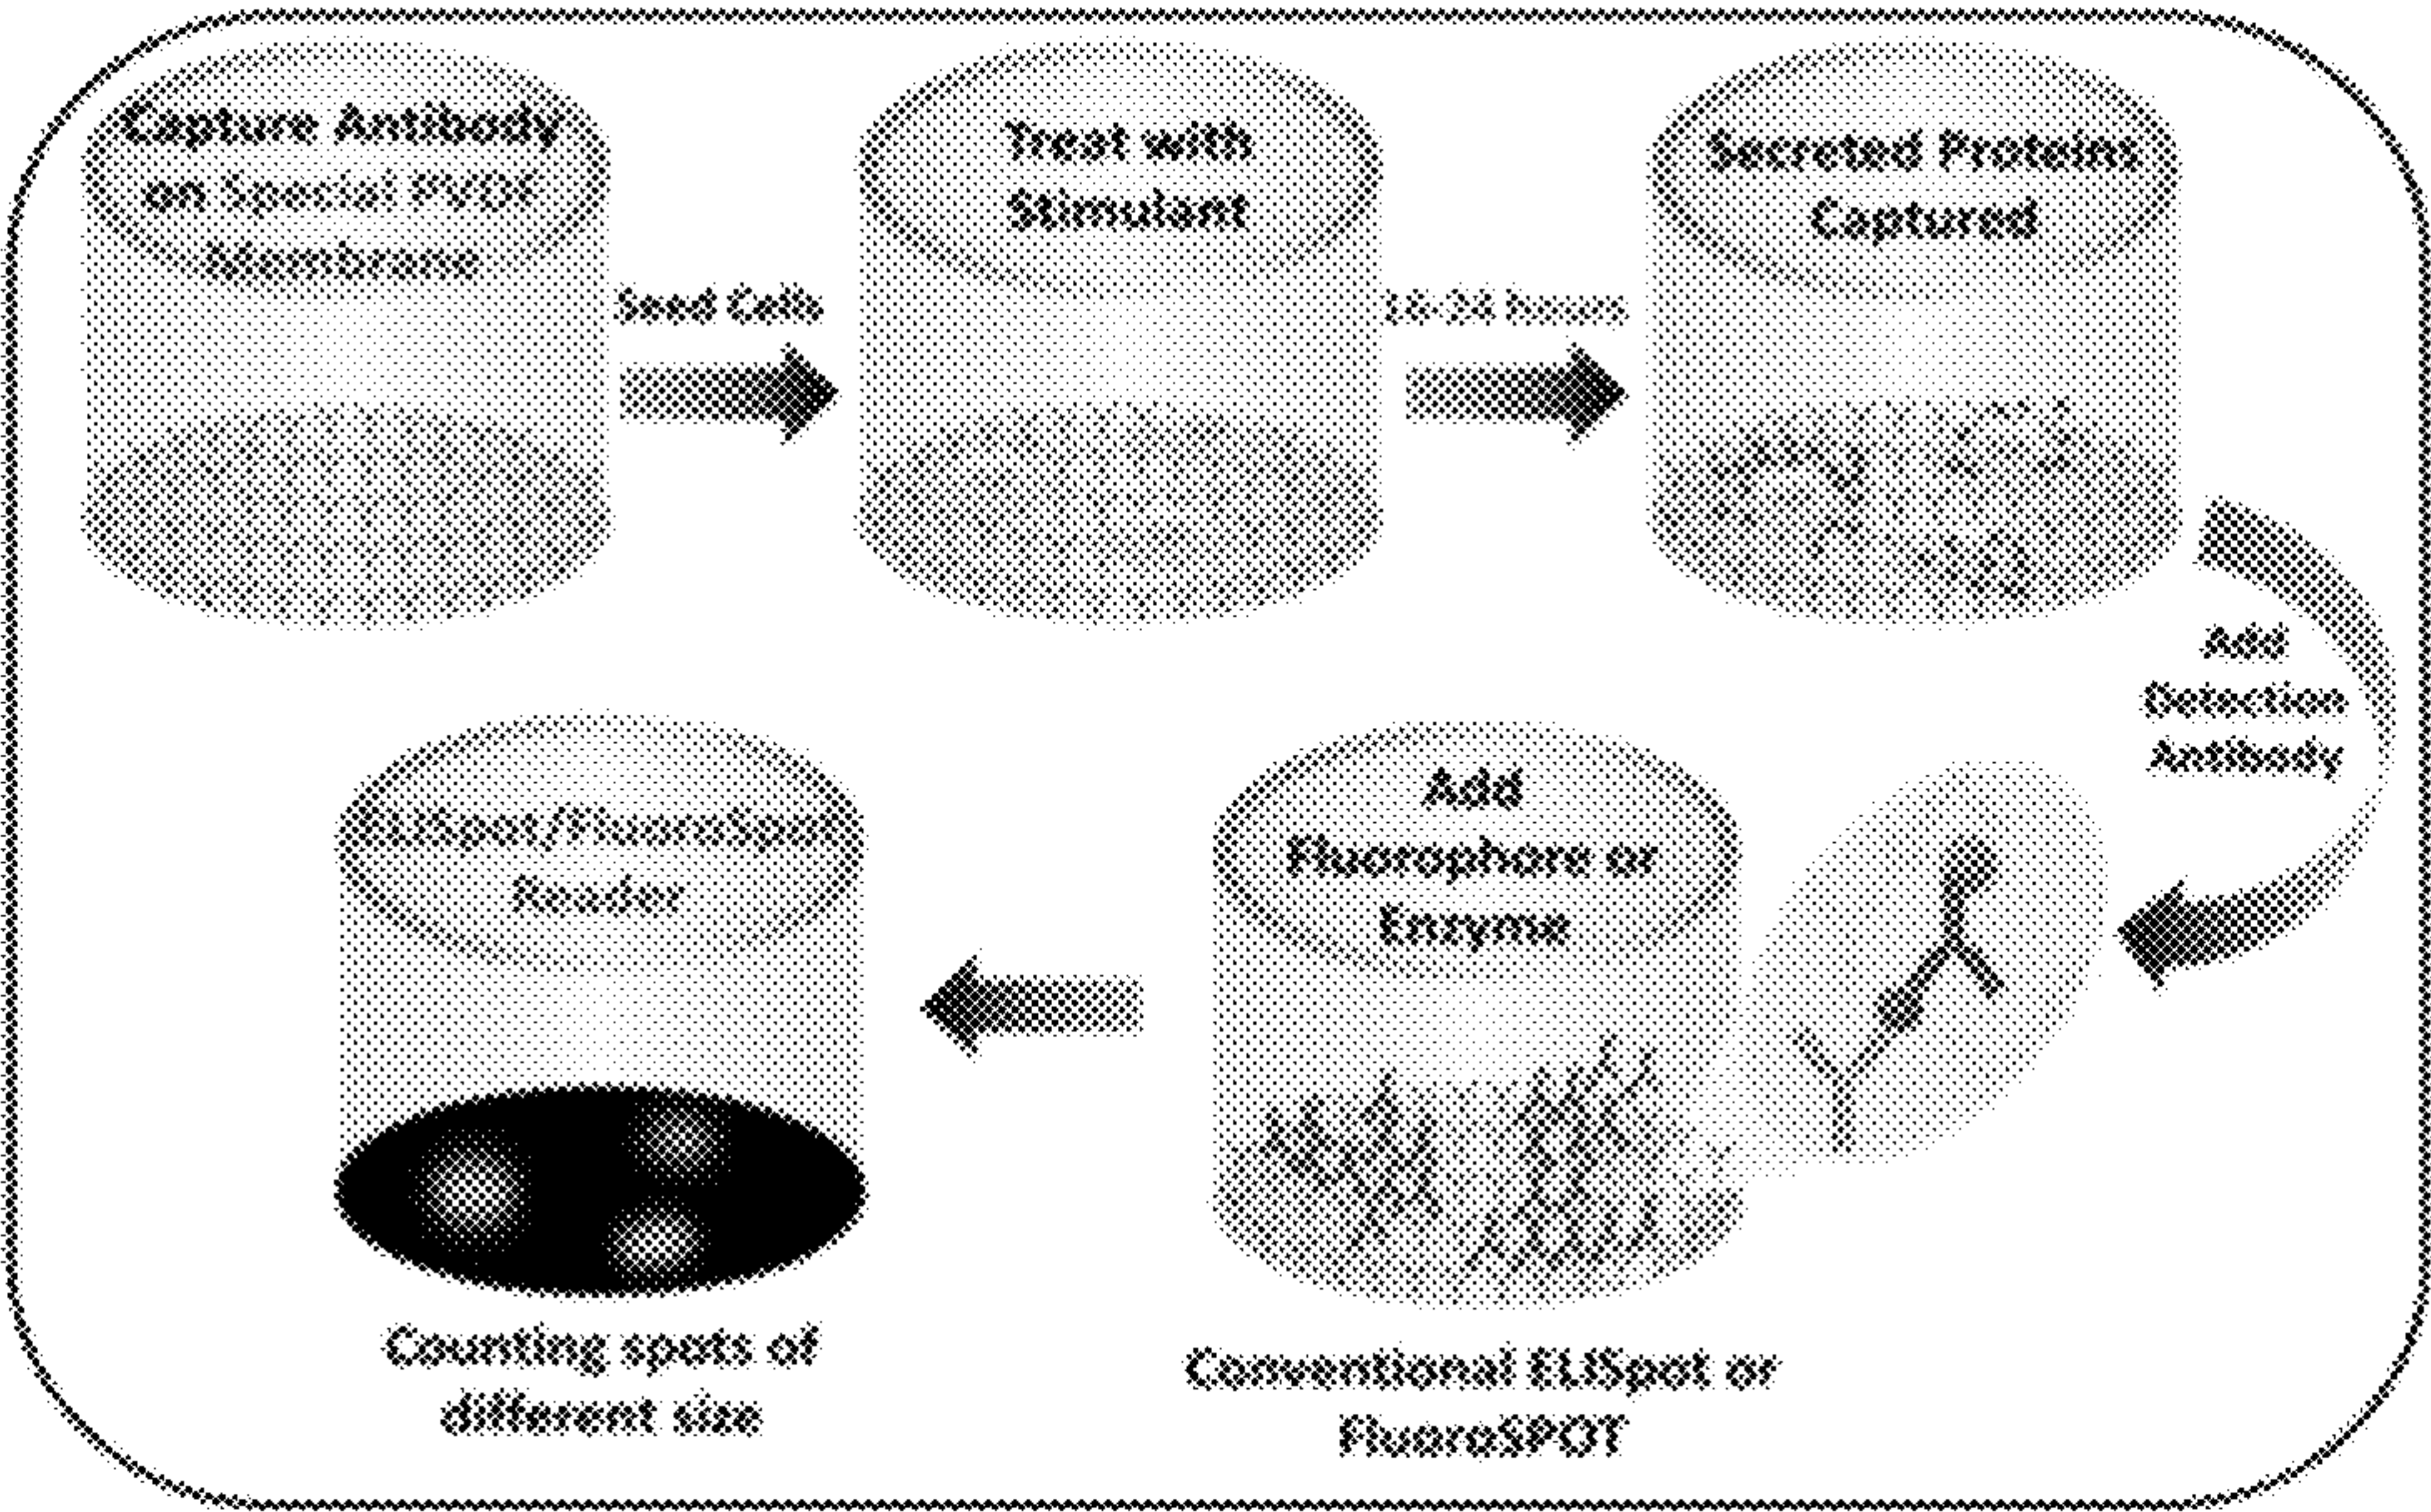 Capture Antibody
on Special PVDF
Membrane
Seed Cells
Treat with
Stimulant
16-24 hours
Secreted Proteins
Captured
Add
Detection
Antibody
Add
Fluorophore or
Enzyme
Conventional ELISpot or
FluoroSPOT
ELISpot/FluoroSpot
Reader
Counting spots of
different size